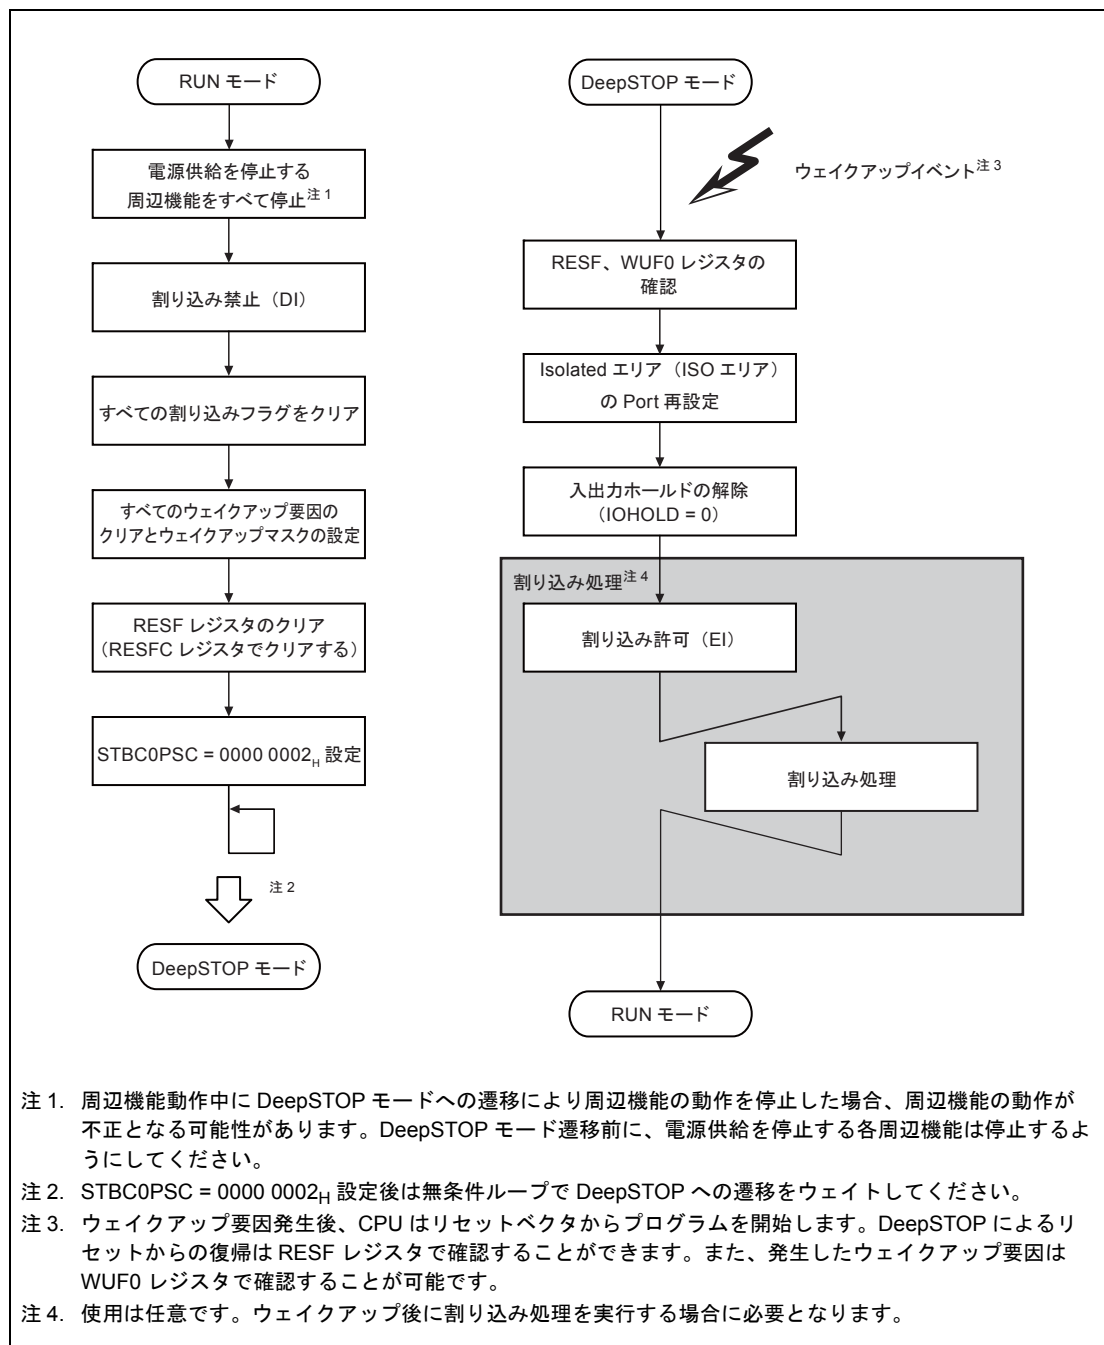 RUN モード
電源供給を停止する
周辺機能をすべて停止注 1
割り込み禁止（DI）
すべての割り込みフラグをクリア
すべてのウェイクアップ要因の
クリアとウェイクアップマスクの設定
RESF レジスタのクリア
（RESFC レジスタでクリアする）
STBC0PSC = 0000 0002H 設定
注 2
DeepSTOP モード
DeepSTOP モード
ウェイクアップイベント注 3
RESF、WUF0 レジスタの
確認
Isolated エリア（ISO エリア）
の Port 再設定
入出力ホールドの解除
（IOHOLD = 0）
割り込み処理注 4
割り込み許可（EI）
割り込み処理
RUN モード
注 1. 周辺機能動作中に DeepSTOP モードへの遷移により周辺機能の動作を停止した場合、周辺機能の動作が
不正となる可能性があります。DeepSTOP モード遷移前に、電源供給を停止する各周辺機能は停止するよ
うにしてください。
注 2. STBC0PSC = 0000 0002H 設定後は無条件ループで DeepSTOP への遷移をウェイトしてください。
注 3. ウェイクアップ要因発生後、CPU はリセットベクタからプログラムを開始します。DeepSTOP によるリ
セットからの復帰は RESF レジスタで確認することができます。また、発生したウェイクアップ要因は
WUF0 レジスタで確認することが可能です。
注 4. 使用は任意です。ウェイクアップ後に割り込み処理を実行する場合に必要となります。